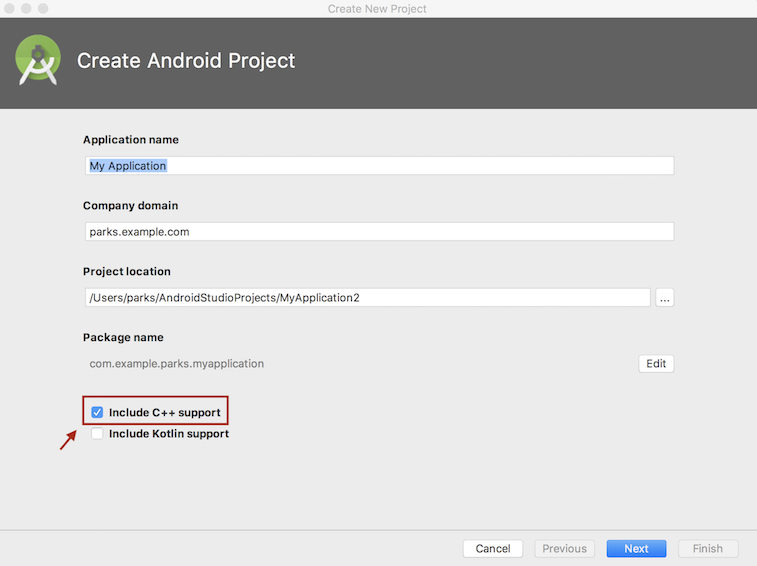 Create New Project
Create Android Project
Application name
My Application
Company domain
parks.example.com
Project location
/Users/parks/AndroidStudioProjects/MyApplication2
...
Package name
com.example.parks.myapplication
Edit
Include C++ support
Include Kotlin support
Cancel
Previous
Next
Finish